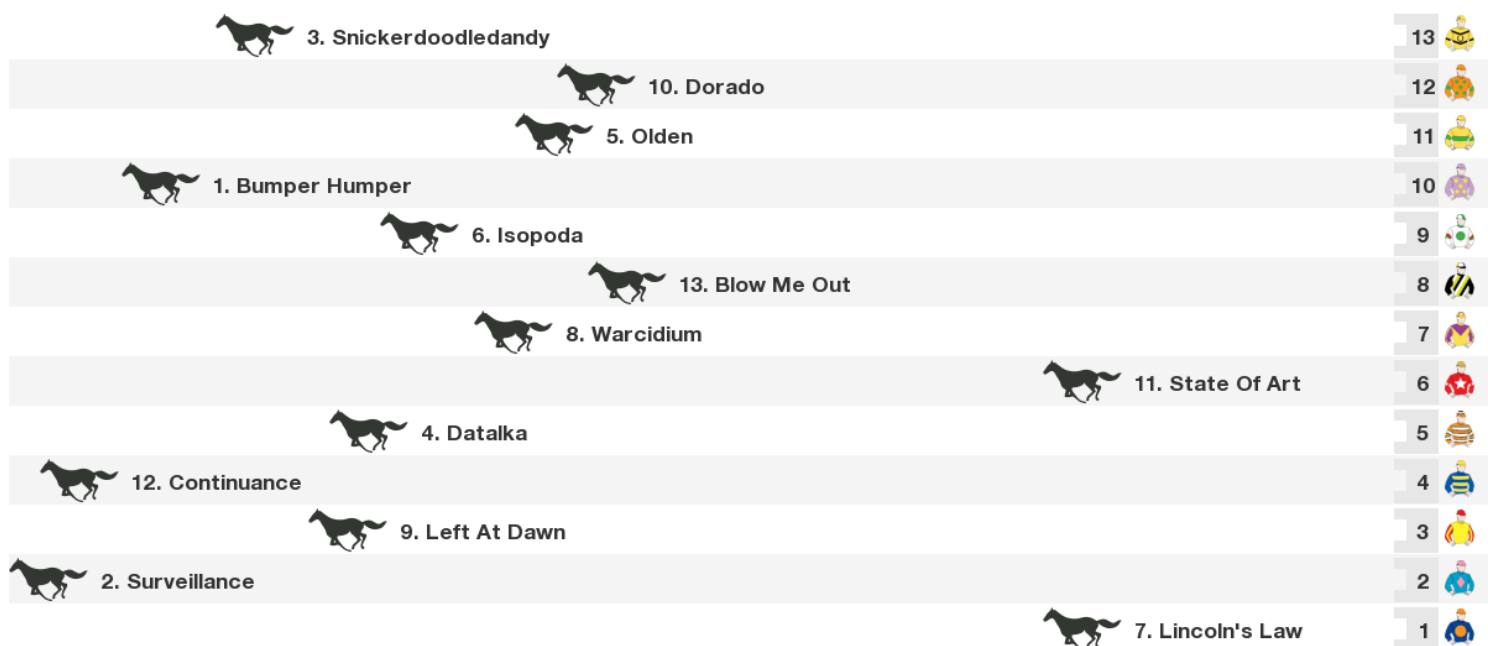 3. Snickerdoodledandy 13
10. Dorado 12
5. Olden 11
1. Bumper Humper 10
6. Isopoda 9
13. Blow Me Out 8
8. Warcidium 7
11. State Of Art 6
4. Datalka 5
12. Continuance 4
9. Left At Dawn 3
2. Surveillance 2
7. Lincoln's Law 1